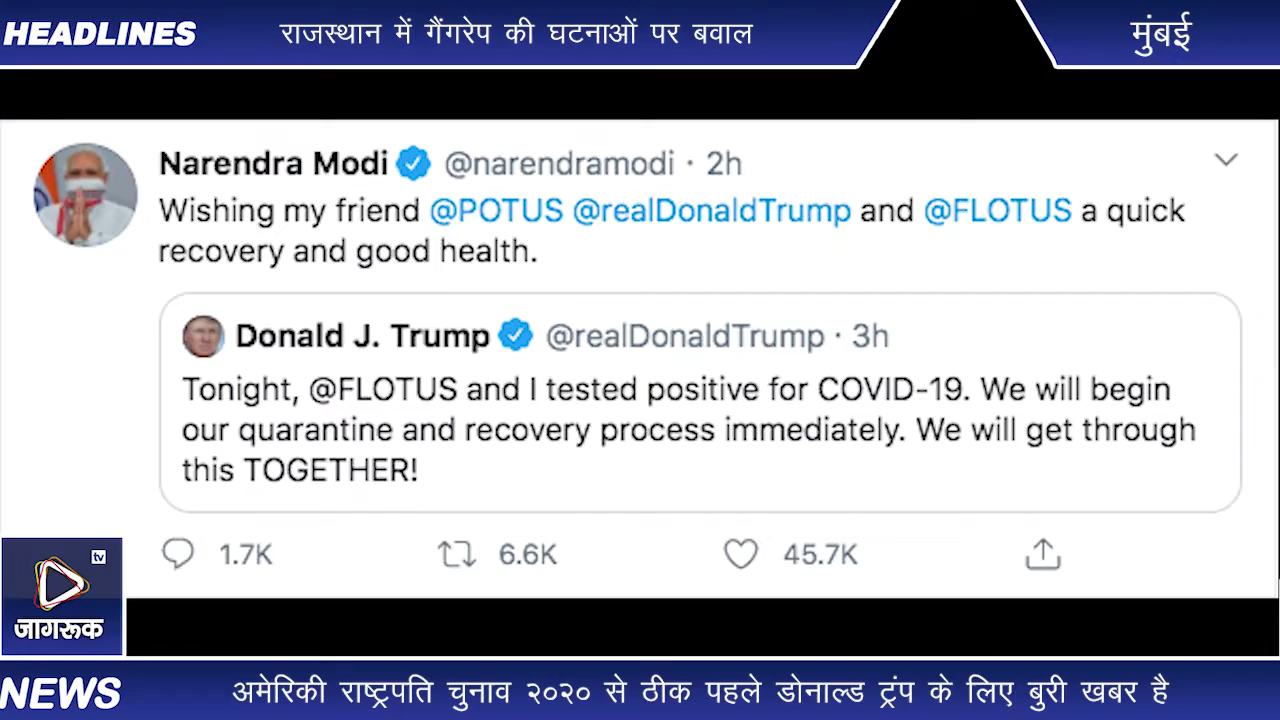 HEADLINES
राजस्थान में गैंगरेप की घटनाओं पर बवाल
मुंबई
Narendra Modi @narendramodi · 2h
Wishing my friend @POTUS @realDonaldTrump and @FLOTUS a quick
recovery and good health.
Donald J. Trump @realDonaldTrump · 3h
Tonight, @FLOTUS and I tested positive for COVID-19. We will begin
our quarantine and recovery process immediately. We will get through
this TOGETHER!
1.7K 6.6K 45.7K
tv
जागरूक
NEWS
अमेरिकी राष्ट्रपति चुनाव २०२० से ठीक पहले डोनाल्ड ट्रंप के लिए बुरी खबर है